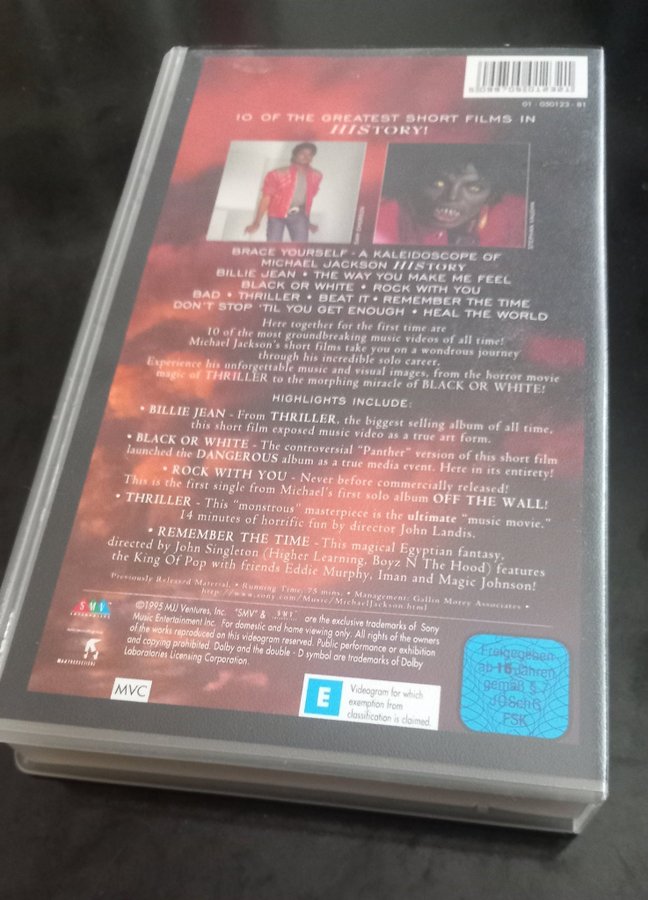 01 - 050123 - 81
10 OF THE GREATEST SHORT FILMS IN
HISTORY!
BRACE YOURSELF • A KALEIDOSCOPE OF
MICHAEL JACKSON HISTORY
BILLIE JEAN • THE WAY YOU MAKE ME FEEL
BLACK OR WHITE • ROCK WITH YOU
BAD • THRILLER • BEAT IT • REMEMBER THE TIME
DON'T STOP 'TIL YOU GET ENOUGH • HEAL THE WORLD
Here together for the first time are
10 of the most groundbreaking music videos of all time!
Michael Jackson's short films take you on a wondrous journey
through his incredible solo career.
Experience his unforgettable music and visual images, from the horror movie
magic of THRILLER to the morphing miracle of BLACK OR WHITE!
HIGHLIGHTS INCLUDE:
• BILLIE JEAN - From THRILLER, the biggest selling album of all time,
this short film exposed music video as a true art form.
• BLACK OR WHITE - The controversial "Panther" version of this short film
launched the DANGEROUS album as a true media event. Here in its entirety!
• ROCK WITH YOU - Never before commercially released!
This is the first single from Michael's first solo album OFF THE WALL!
• THRILLER - This "monstrous" masterpiece is the ultimate "music movie."
14 minutes of horrific fun by director John Landis.
• REMEMBER THE TIME - This magical Egyptian fantasy,
directed by John Singleton (Higher Learning, Boyz N The Hood) features
the King Of Pop with friends Eddie Murphy, Iman and Magic Johnson!
Previously Released Material. • Running Time: 75 mins. • Management: Gallin Morey Associates •
http://www.sony.com/Music/MichaelJackson.html
SMV
©1995 MJJ Ventures, Inc. "SMV" & are the exclusive trademarks of Sony
Music Entertainment Inc. For domestic and home viewing only. All rights of the owners
of the works reproduced on this videogram reserved. Public performance or exhibition
and copying prohibited. Dolby and the double - D symbol are trademarks of Dolby
Laboratories Licensing Corporation.
MVC
E
Videogram for which
exemption from
classification is claimed.
Freigegeben
ab 16 Jahren
gemäß § 7
JÖSchG
FSK